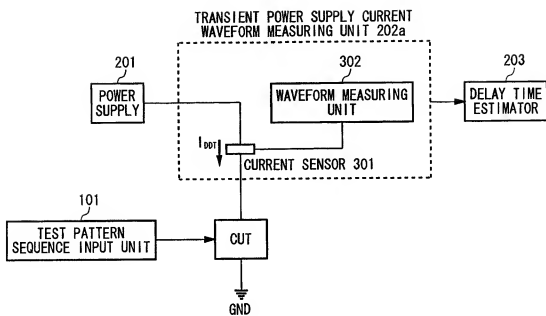 TRANSIENT POWER SUPPLY CURRENT
WAVEFORM MEASURING UNIT 202a
201
302
203
POWER
SUPPLY
WAVEFORM MEASURING
UNIT
DELAY TIME
ESTIMATOR
IDDT
CURRENT SENSOR 301
101
TEST PATTERN
SEQUENCE INPUT UNIT
CUT
GND